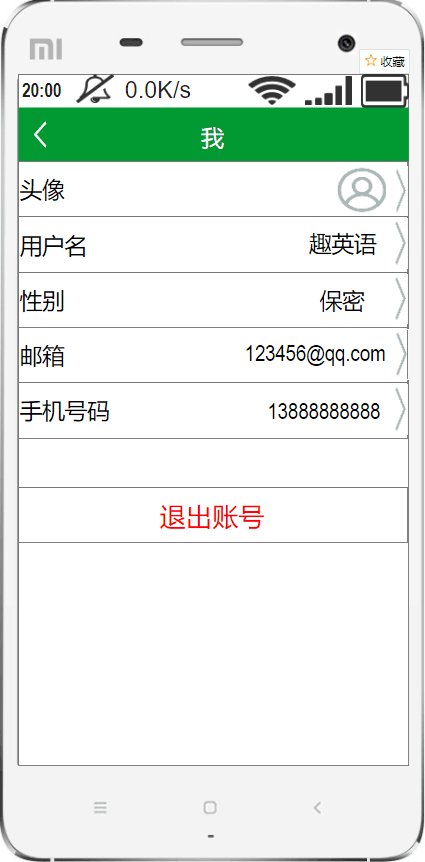 MI
☆ 收藏
20:00 0.0K/s
我
头像
用户名 趣英语
性别 保密
邮箱 123456@qq.com
手机号码 13888888888
退出账号